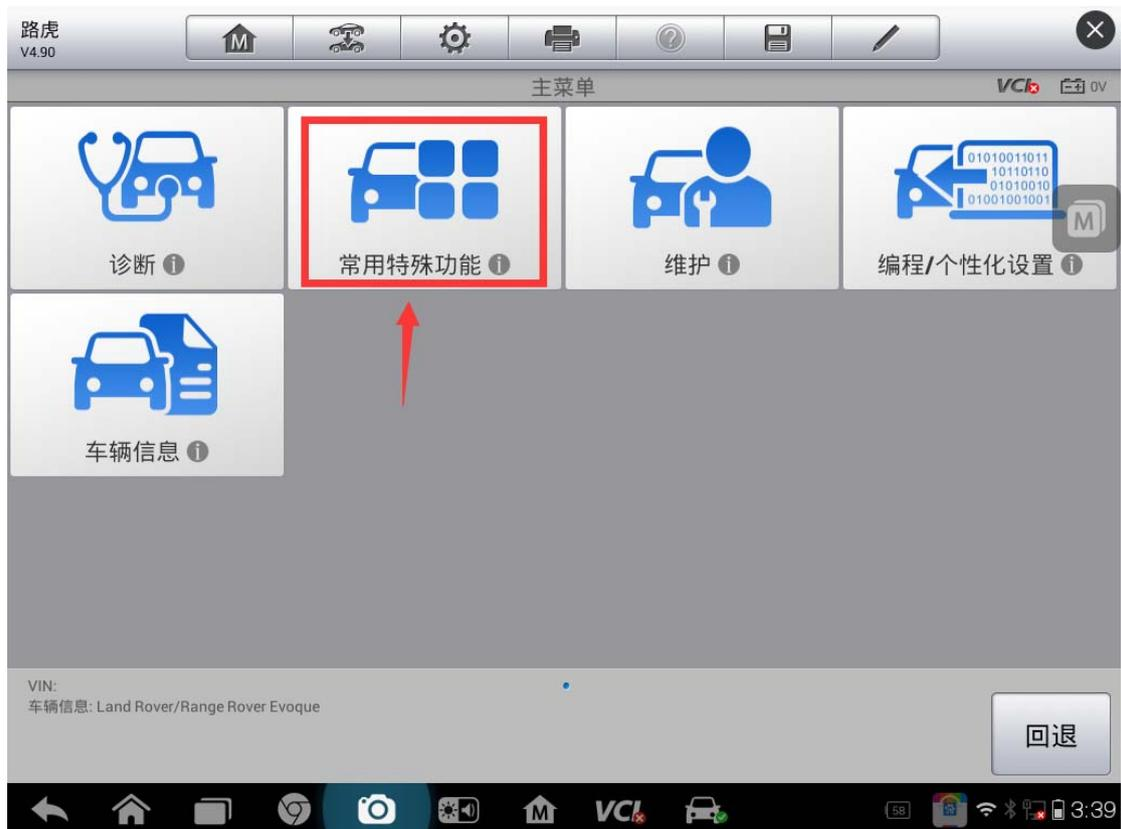 路虎
V4.90
M
主菜单
VCI
0V
诊断
常用特殊功能
维护
01010011011
10110110
01010010
01001001001
M
编程/个性化设置
车辆信息
VIN:
车辆信息: Land Rover/Range Rover Evoque
回退
M
VCI
58
3:39